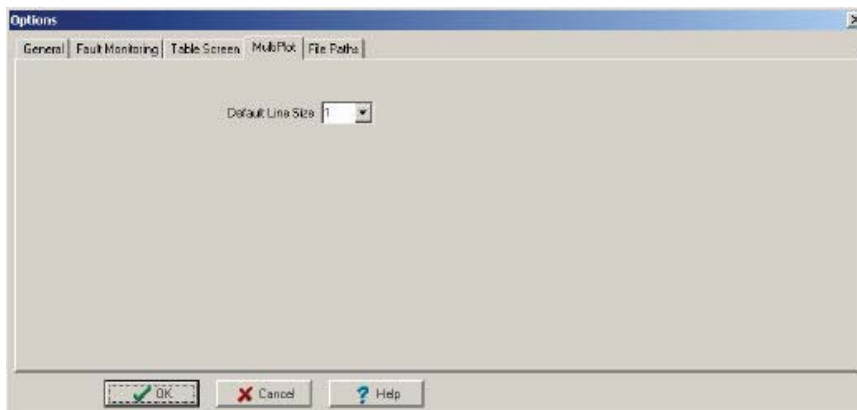 Options
General Fault Monitoring Table Screen MultiPlot File Paths
Default Line Size 1
OK Cancel Help